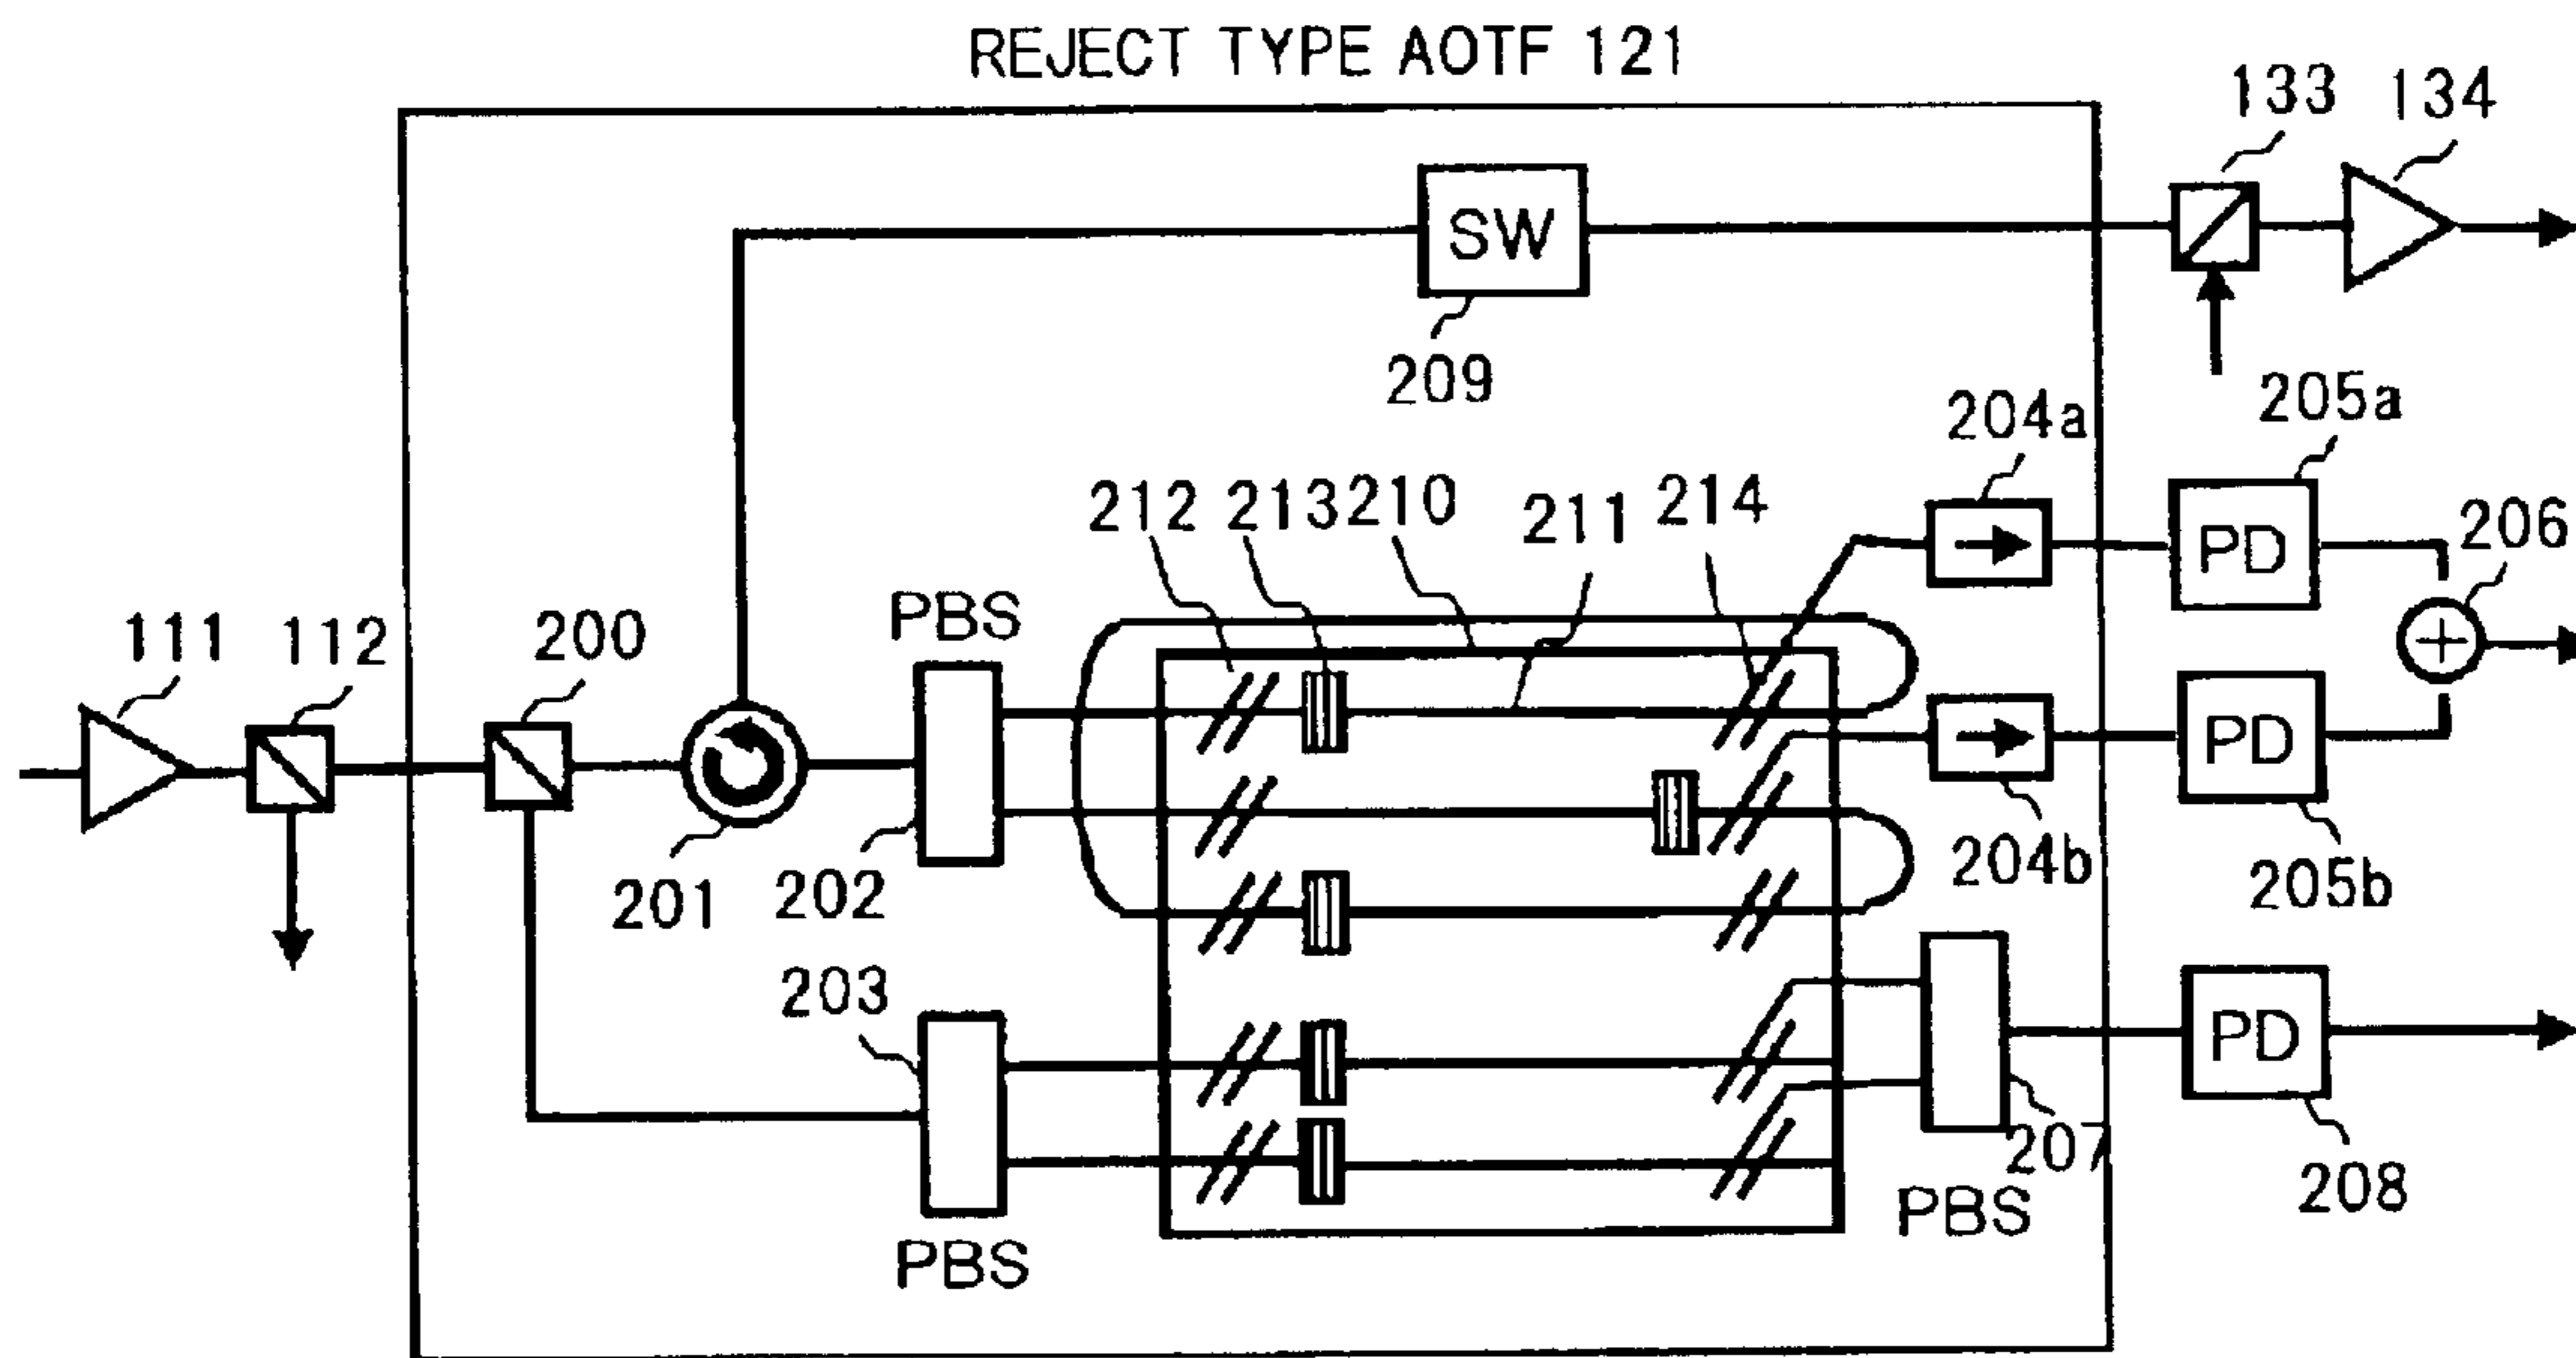 REJECT TYPE AOTF 121
133 134
SW
209
204a
205a
212 213 210 211 214
PD
206
111 112 200 PBS
PD
201 202
204b 205b
203
PD
207
208
PBS
PBS